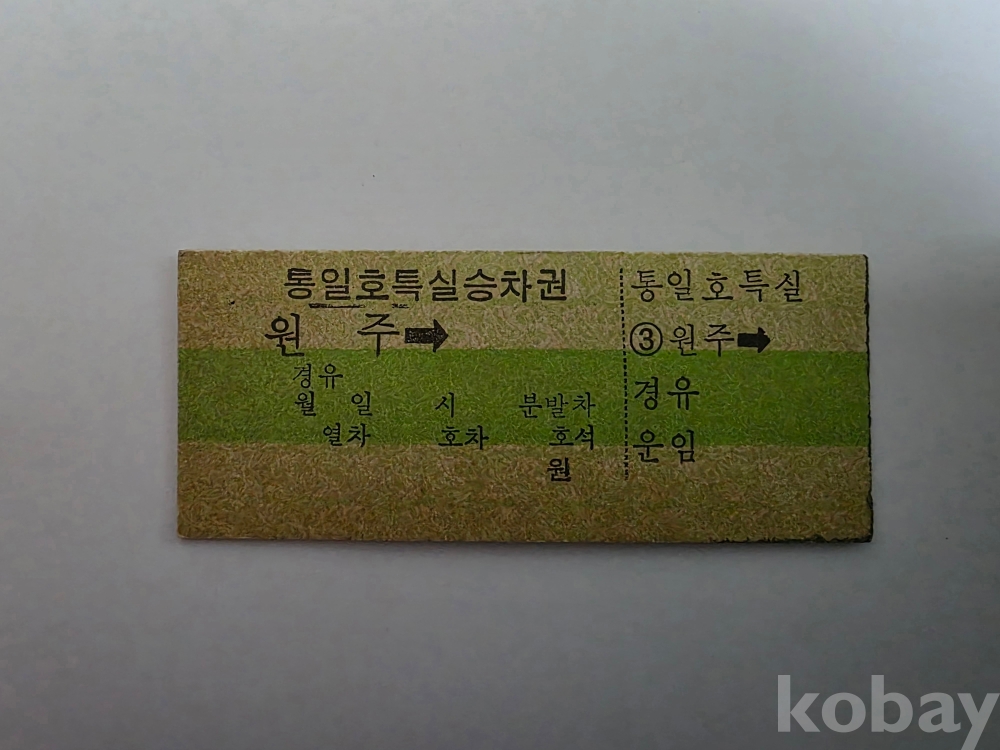 통일호특실승차권
원 주 ➡
경유
월 일 시 분발차
열차 호차 호석
원
통일호특실
③원주➡
경유
운임
kobay